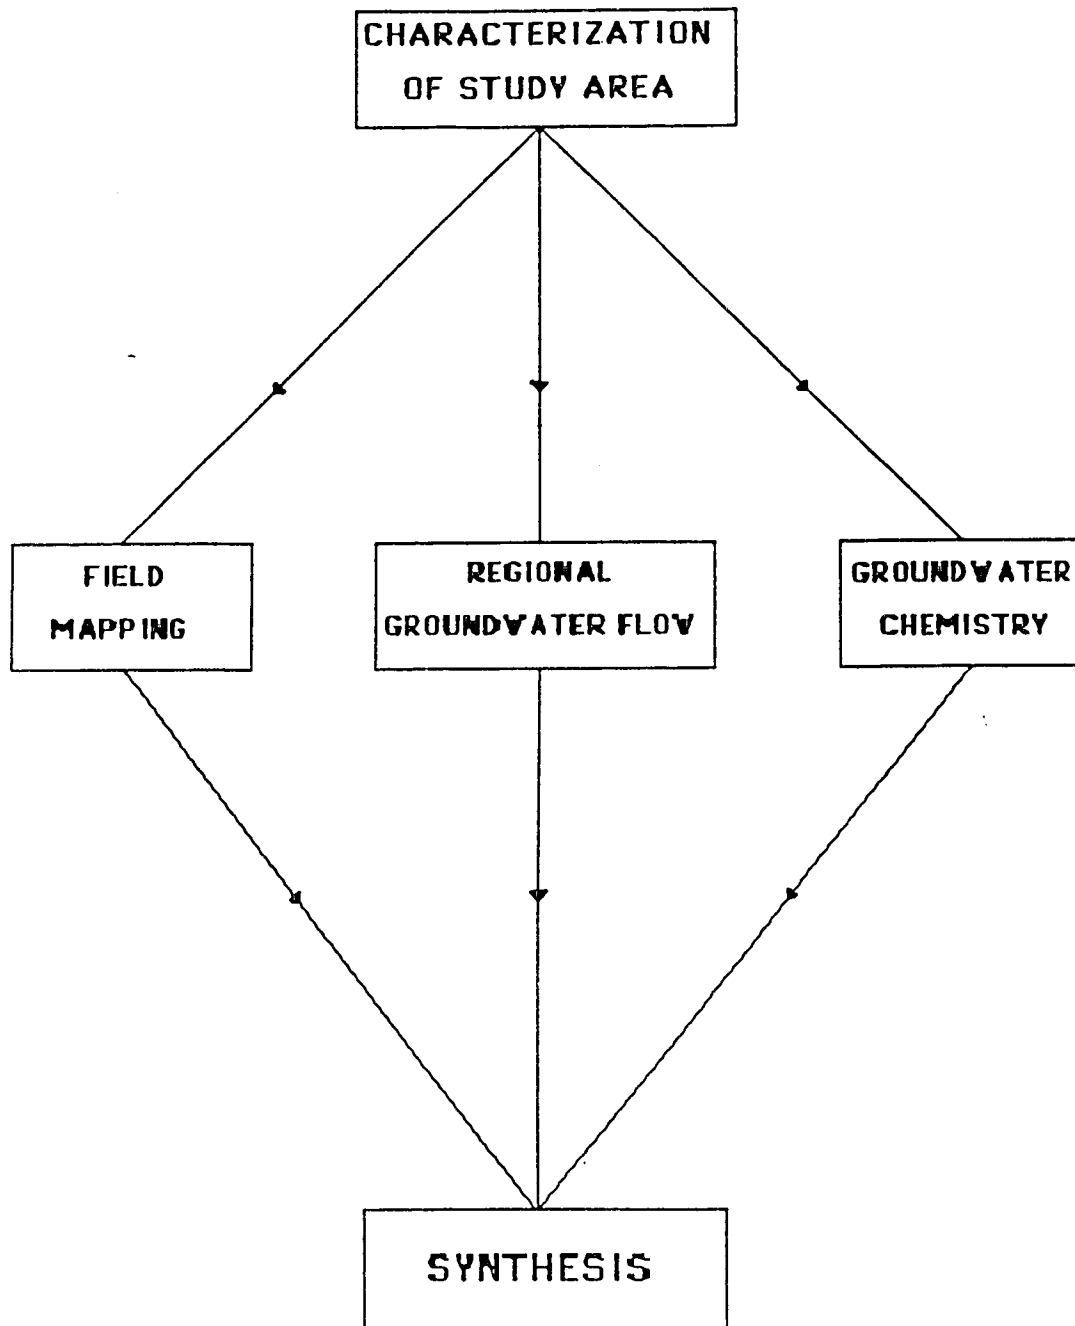 CHARACTERIZATION
OF STUDY AREA
FIELD
MAPPING
REGIONAL
GROUNDWATER FLOW
GROUNDWATER
CHEMISTRY
SYNTHESIS